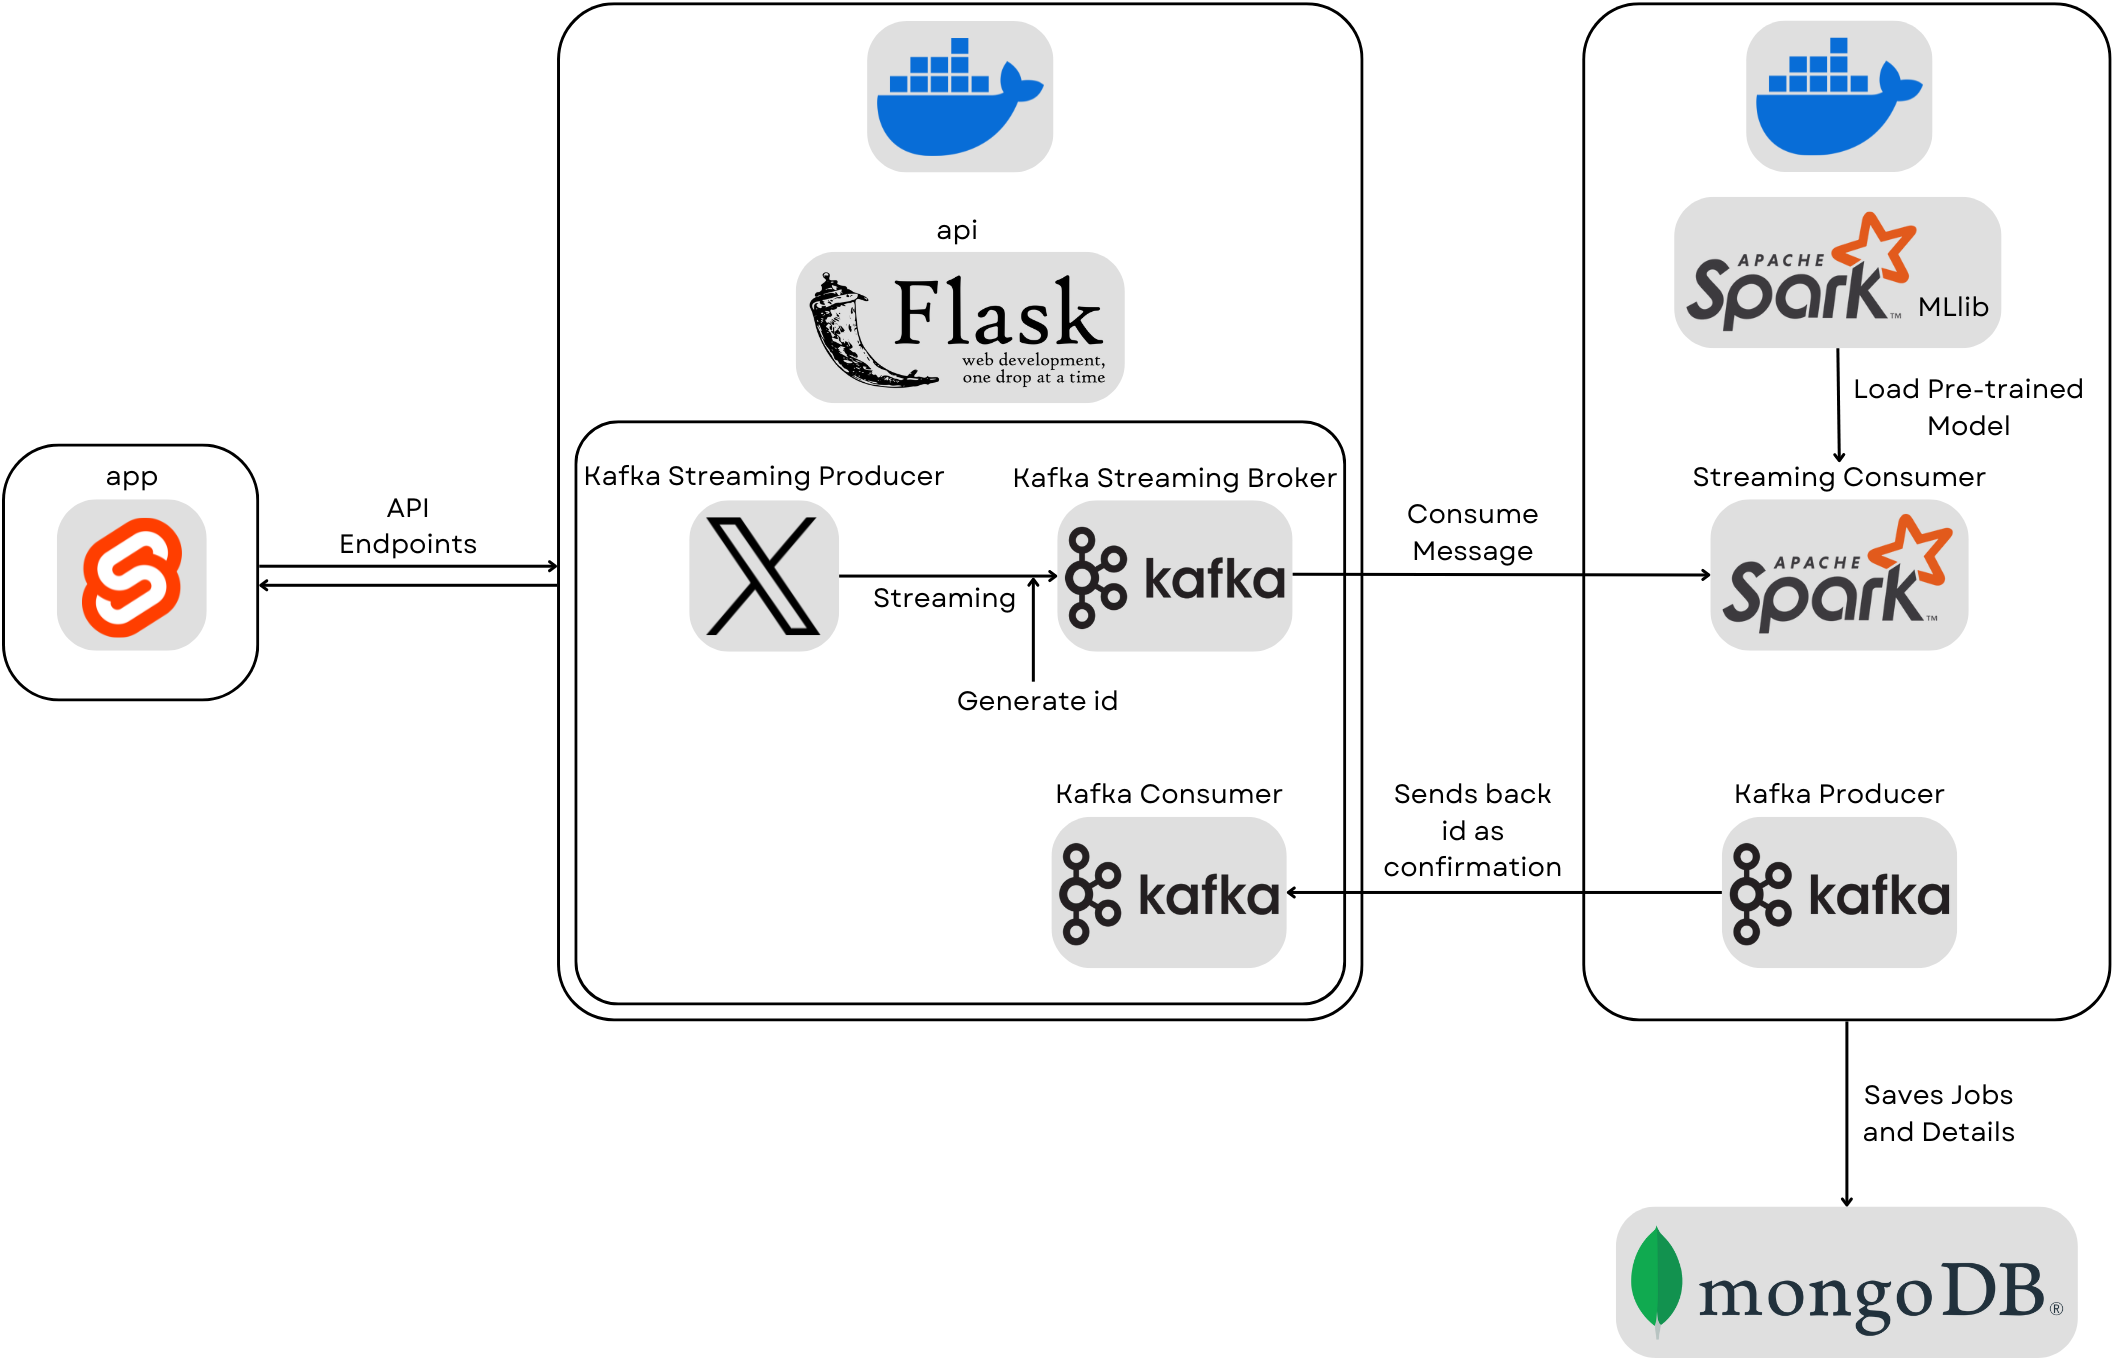 app
API
Endpoints
api
Flask
web development,
one drop at a time
Kafka Streaming Producer
Kafka Streaming Broker
kafka
Streaming
Generate id
Kafka Consumer
kafka
Consume
Message
Sends back
id as
confirmation
APACHE
Spark™ MLlib
Load Pre-trained
Model
Streaming Consumer
APACHE
Spark™
Kafka Producer
kafka
Saves Jobs
and Details
mongoDB®